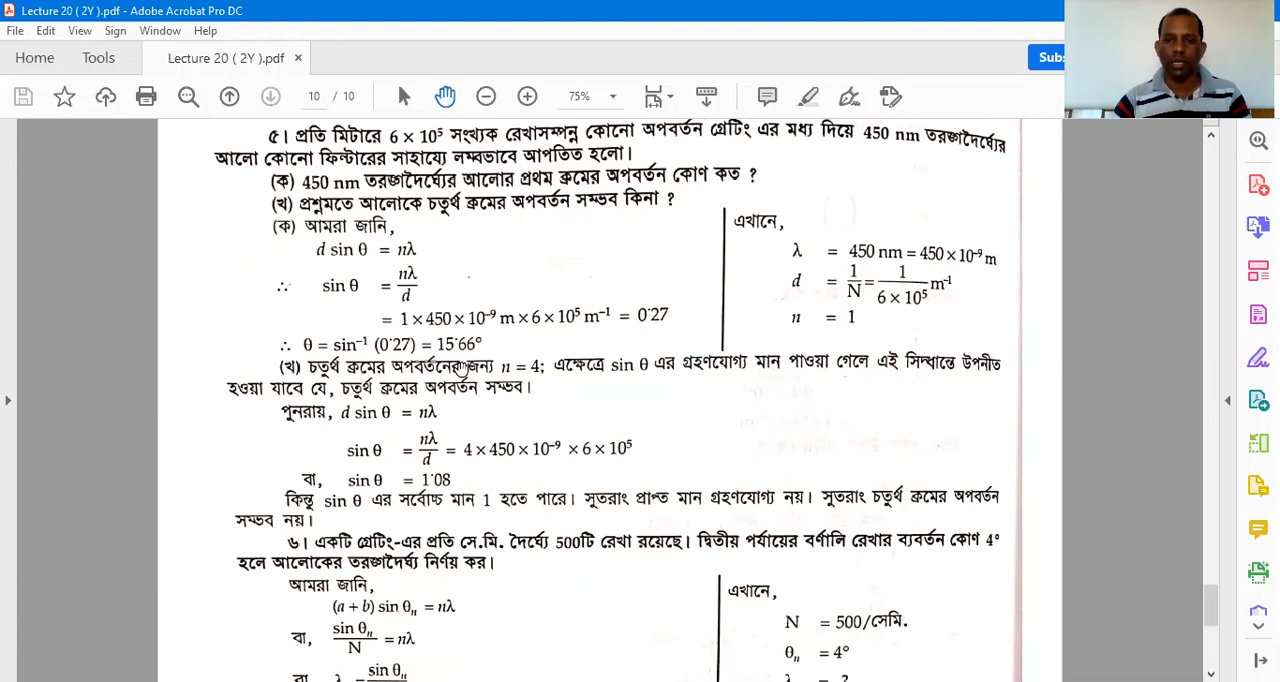 Lecture 20 ( 2Y ).pdf - Adobe Acrobat Pro DC
File Edit View Sign Window Help
Home Tools Lecture 20 ( 2Y ).pdf × Subs
10 / 10 75%
৫। প্রতি মিটারে 6 × 10⁵ সংখ্যক রেখাসম্পন্ন কোনো অপবর্তন গ্রেটিং এর মধ্য দিয়ে 450 nm তরঙ্গদৈর্ঘ্যের
আলো কোনো ফিল্টারের সাহায্যে লম্বভাবে আপতিত হলো।
(ক) 450 nm তরঙ্গদৈর্ঘ্যের আলোর প্রথম ক্রমের অপবর্তন কোণ কত ?
(খ) প্রশ্নমতে আলোকে চতুর্থ ক্রমের অপবর্তন সম্ভব কিনা ?
(ক) আমরা জানি,
d sin θ = nλ
∴ sin θ = nλ/d
= 1 × 450 × 10⁻⁹ m × 6 × 10⁵ m⁻¹ = 0·27
∴ θ = sin⁻¹ (0·27) = 15·66°
এখানে,
λ = 450 nm = 450 × 10⁻⁹ m
d = 1/N = 1/(6 × 10⁵) m⁻¹
n = 1
(খ) চতুর্থ ক্রমের অপবর্তনের জন্য n = 4; এক্ষেত্রে sin θ এর গ্রহণযোগ্য মান পাওয়া গেলে এই সিদ্ধান্তে উপনীত
হওয়া যাবে যে, চতুর্থ ক্রমের অপবর্তন সম্ভব।
পুনরায়, d sin θ = nλ
sin θ = nλ/d = 4 × 450 × 10⁻⁹ × 6 × 10⁵
বা, sin θ = 1·08
কিন্তু sin θ এর সর্বোচ্চ মান 1 হতে পারে। সুতরাং প্রাপ্ত মান গ্রহণযোগ্য নয়। সুতরাং চতুর্থ ক্রমের অপবর্তন
সম্ভব নয়।
৬। একটি গ্রেটিং-এর প্রতি সে.মি. দৈর্ঘ্যে 500টি রেখা রয়েছে। দ্বিতীয় পর্যায়ের বর্ণালি রেখার ব্যবর্তন কোণ 4°
হলে আলোকের তরঙ্গদৈর্ঘ্য নির্ণয় কর।
আমরা জানি,
(a + b) sin θₙ = nλ
বা, sin θₙ/N = nλ
বা λ = sin θₙ
এখানে,
N = 500/সেমি.
θₙ = 4°
λ = ?